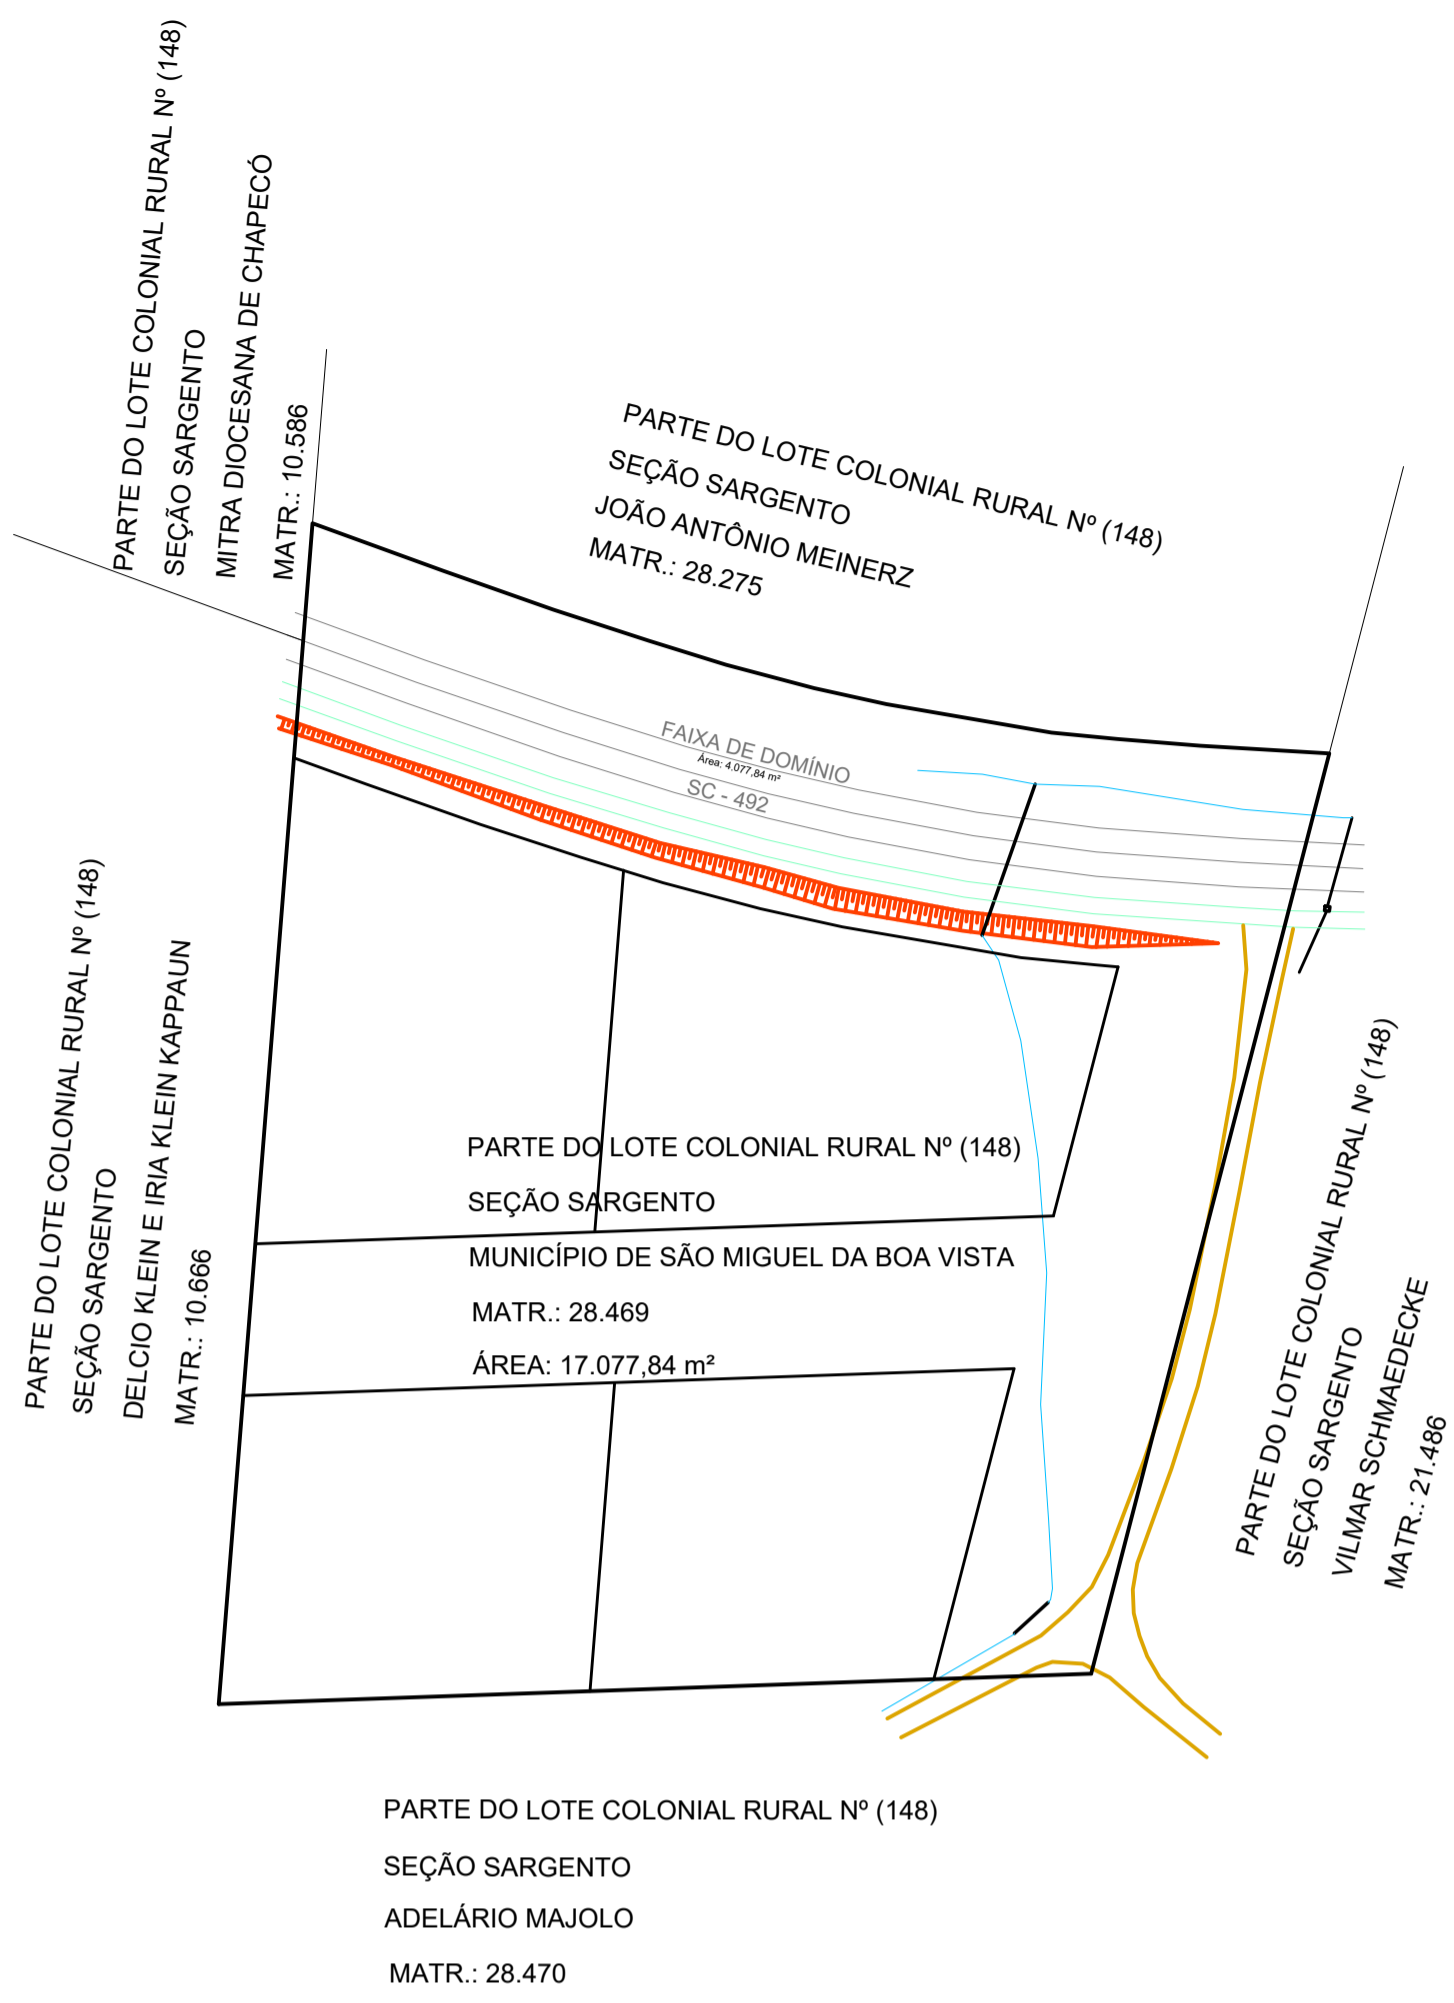 PARTE DO LOTE COLONIAL RURAL Nº (148)
SEÇÃO SARGENTO
MITRA DIOCESANA DE CHAPECÓ
MATR.: 10.586
PARTE DO LOTE COLONIAL RURAL Nº (148)
SEÇÃO SARGENTO
JOÃO ANTÔNIO MEINERZ
MATR.: 28.275
FAIXA DE DOMÍNIO
Área: 4.077,84 m²
SC - 492
PARTE DO LOTE COLONIAL RURAL Nº (148)
SEÇÃO SARGENTO
DELCIO KLEIN E IRIA KLEIN KAPPAUN
MATR.: 10.666
PARTE DO LOTE COLONIAL RURAL Nº (148)
SEÇÃO SARGENTO
MUNICÍPIO DE SÃO MIGUEL DA BOA VISTA
MATR.: 28.469
ÁREA: 17.077,84 m²
PARTE DO LOTE COLONIAL RURAL Nº (148)
SEÇÃO SARGENTO
VILMAR SCHMAEDECKE
MATR.: 21.486
PARTE DO LOTE COLONIAL RURAL Nº (148)
SEÇÃO SARGENTO
ADELÁRIO MAJOLO
MATR.: 28.470